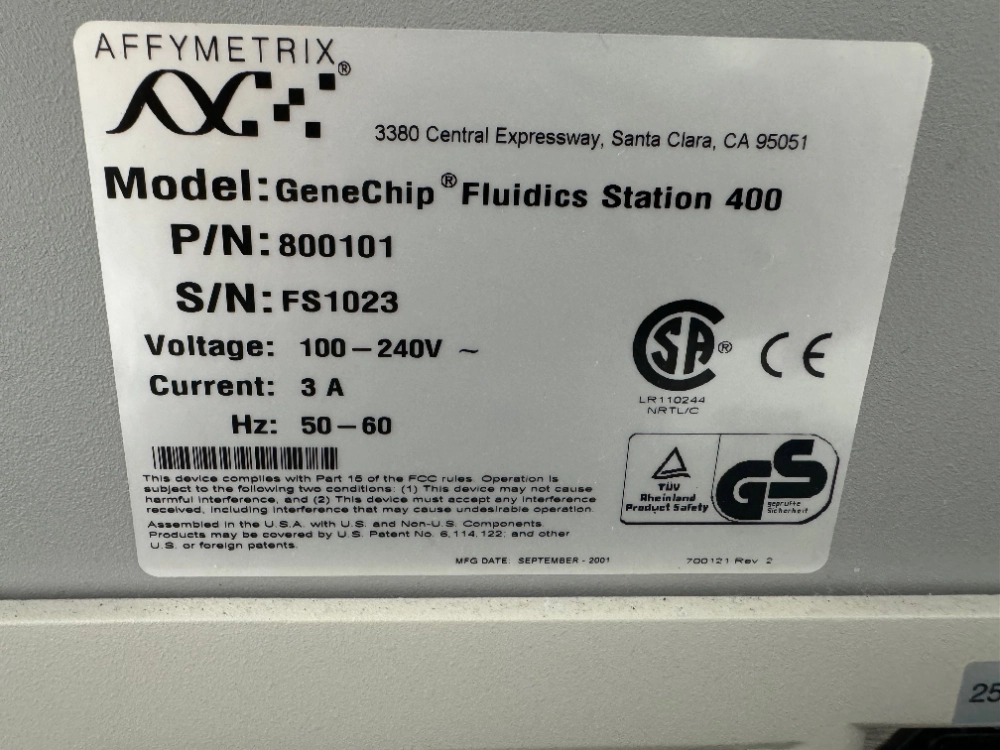 AFFYMETRIX®
3380 Central Expressway, Santa Clara, CA 95051
Model: GeneChip® Fluidics Station 400
P/N: 800101
S/N: FS1023
Voltage: 100-240V ~
Current: 3 A
Hz: 50-60
SA®
CE
LR110244
NRTL/C
TÜV
Rheinland
Product Safety
GS
geprüfte
Sicherheit
This device complies with Part 15 of the FCC rules. Operation is
subject to the following two conditions: (1) This device may not cause
harmful interference, and (2) This device must accept any interference
received, including interference that may cause undesirable operation.
Assembled in the U.S.A. with U.S. and Non-U.S. Components.
Products may be covered by U.S. Patent No. 6,114,122; and other
U.S. or foreign patents.
MFG DATE: SEPTEMBER - 2001
700121 Rev 2
25